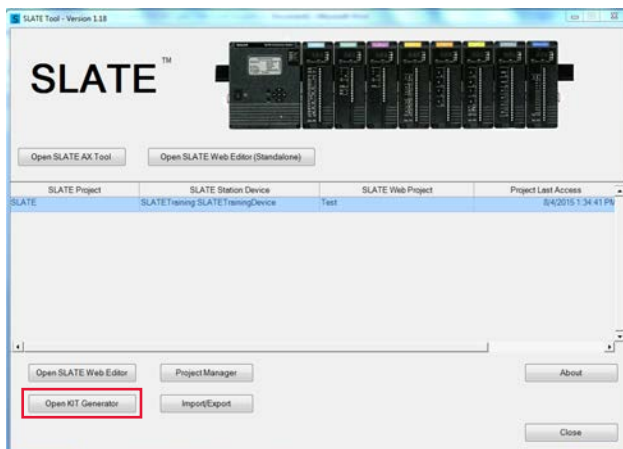 SLATE Tool - Version 1.18
SLATE™
Open SLATE AX Tool
Open SLATE Web Editor (Standalone)
SLATE Project SLATE Station Device SLATE Web Project Project Last Access
SLATE SLATETraining:SLATETrainingDevice Test 8/4/2015 1:34:41 PM
Open SLATE Web Editor
Project Manager
About
Open KIT Generator
Import/Export
Close